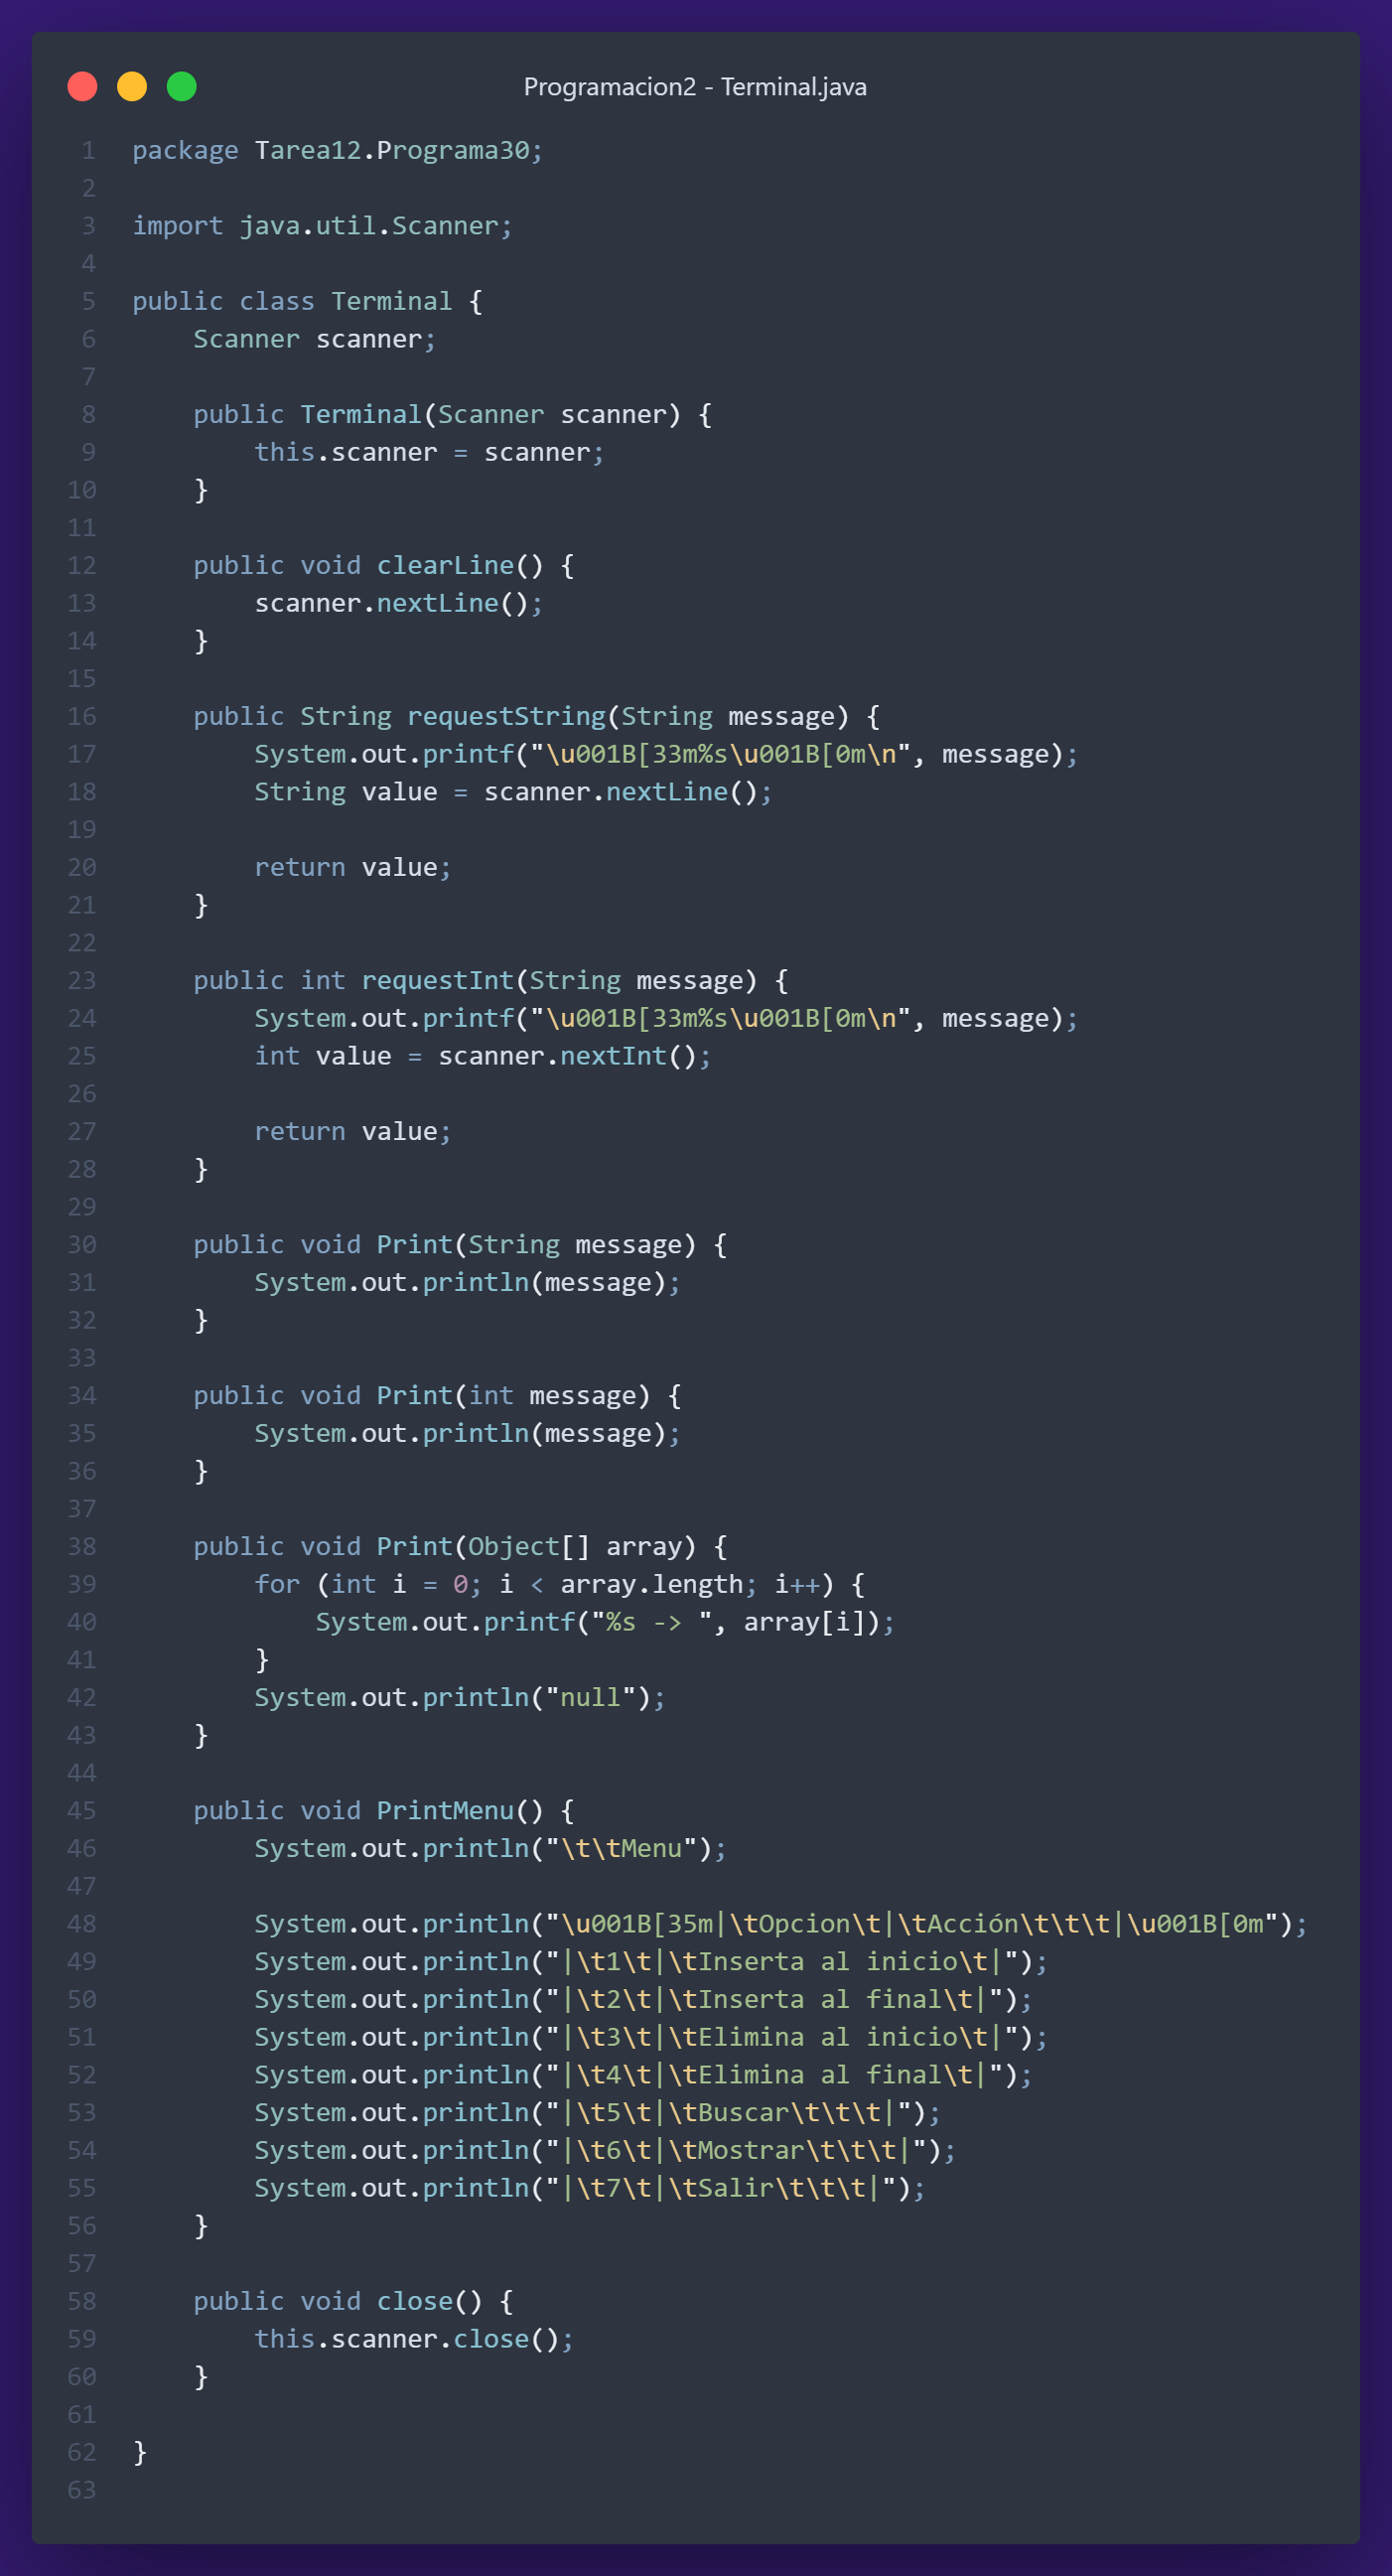 Programacion2 - Terminal.java
1 package Tarea12.Programa30;
2
3 import java.util.Scanner;
4
5 public class Terminal {
6     Scanner scanner;
7
8     public Terminal(Scanner scanner) {
9         this.scanner = scanner;
10     }
11
12     public void clearLine() {
13         scanner.nextLine();
14     }
15
16     public String requestString(String message) {
17         System.out.printf("\u001B[33m%s\u001B[0m\n", message);
18         String value = scanner.nextLine();
19
20         return value;
21     }
22
23     public int requestInt(String message) {
24         System.out.printf("\u001B[33m%s\u001B[0m\n", message);
25         int value = scanner.nextInt();
26
27         return value;
28     }
29
30     public void Print(String message) {
31         System.out.println(message);
32     }
33
34     public void Print(int message) {
35         System.out.println(message);
36     }
37
38     public void Print(Object[] array) {
39         for (int i = 0; i < array.length; i++) {
40             System.out.printf("%s -> ", array[i]);
41         }
42         System.out.println("null");
43     }
44
45     public void PrintMenu() {
46         System.out.println("\t\tMenu");
47
48         System.out.println("\u001B[35m|\tOpcion\t|\tAcción\t\t\t|\u001B[0m");
49         System.out.println("|\t1\t|\tInserta al inicio\t|");
50         System.out.println("|\t2\t|\tInserta al final\t|");
51         System.out.println("|\t3\t|\tElimina al inicio\t|");
52         System.out.println("|\t4\t|\tElimina al final\t|");
53         System.out.println("|\t5\t|\tBuscar\t\t\t|");
54         System.out.println("|\t6\t|\tMostrar\t\t\t|");
55         System.out.println("|\t7\t|\tSalir\t\t\t|");
56     }
57
58     public void close() {
59         this.scanner.close();
60     }
61
62 }
63